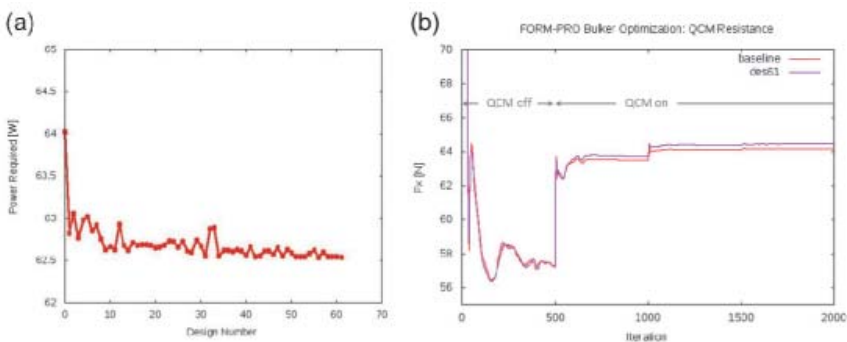 (a)
65
64.5
64
63.5
63
62.5
62
Power Required [W]
0 10 20 30 40 50 60 70
Design Number
(b)
FORM-PRO Bulker Optimization: QCM Resistance
70
68
66
64
62
60
58
56
Fx [N]
baseline
des61
QCM off
QCM on
0 500 1000 1500 2000
Iteration